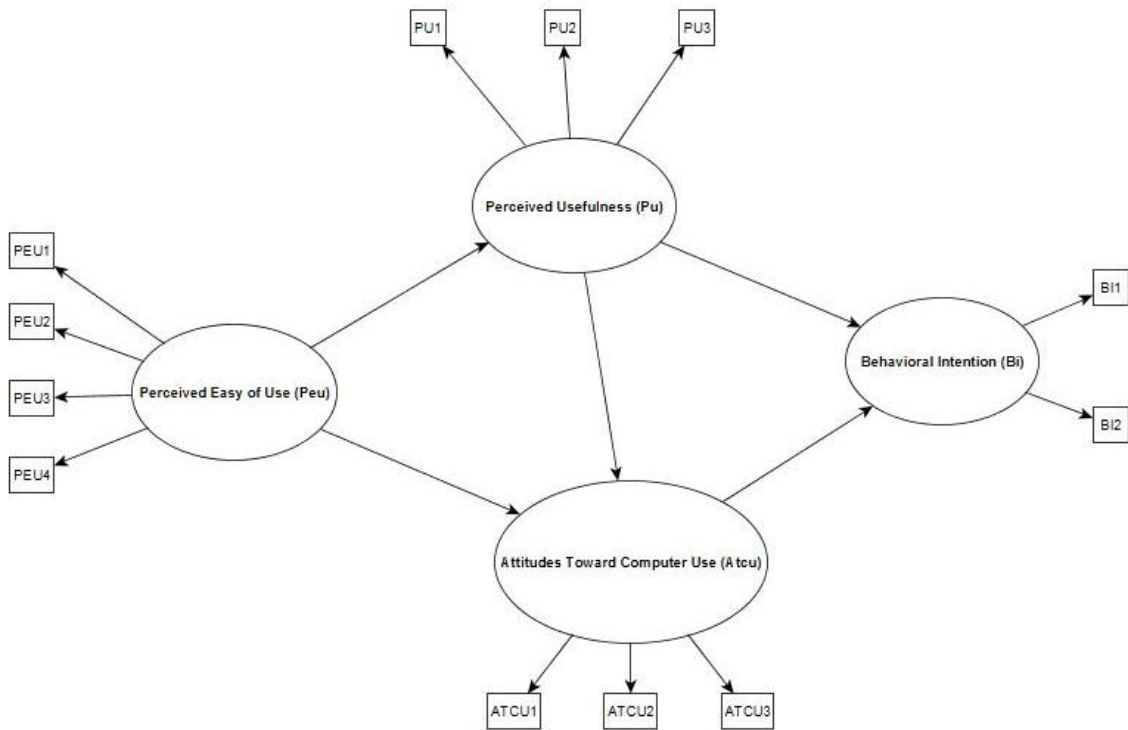 PU1
PU2
PU3
Perceived Usefulness (Pu)
PEU1
PEU2
PEU3
PEU4
Perceived Easy of Use (Peu)
BI1
Behavioral Intention (Bi)
BI2
Attitudes Toward Computer Use (Atcu)
ATCU1
ATCU2
ATCU3